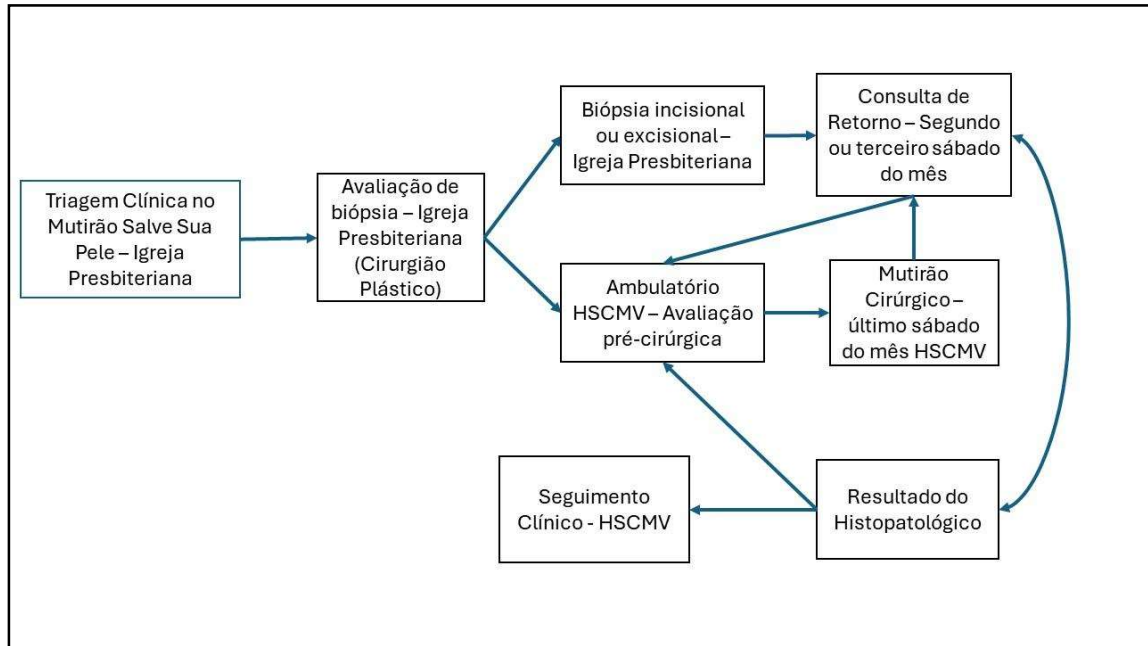 Triagem Clínica no
Mutirão Salve Sua
Pele – Igreja
Presbiteriana
Avaliação de
biópsia – Igreja
Presbiteriana
(Cirurgião
Plástico)
Biópsia incisional
ou excisional –
Igreja Presbiteriana
Consulta de
Retorno – Segundo
ou terceiro sábado
do mês
Ambulatório
HSCMV – Avaliação
pré-cirúrgica
Mutirão
Cirúrgico –
último sábado
do mês HSCMV
Seguimento
Clínico - HSCMV
Resultado do
Histopatológico